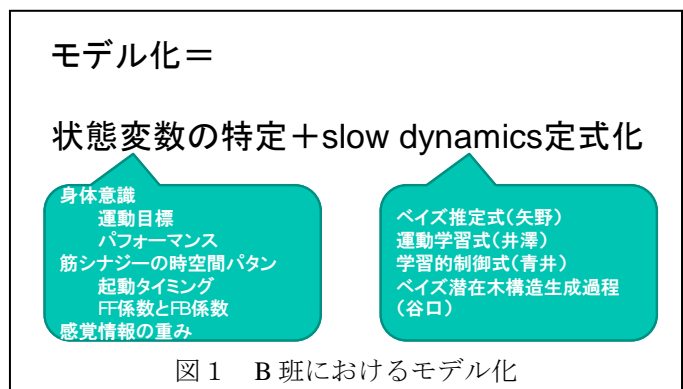 モデル化＝
状態変数の特定＋slow dynamics定式化
身体意識
運動目標
パフォーマンス
筋シナジーの時空間パタン
起動タイミング
FF係数とFB係数
感覚情報の重み
ベイズ推定式(矢野)
運動学習式(井澤)
学習的制御式(青井)
ベイズ潜在木構造生成過程
(谷口)
図１　B 班におけるモデル化